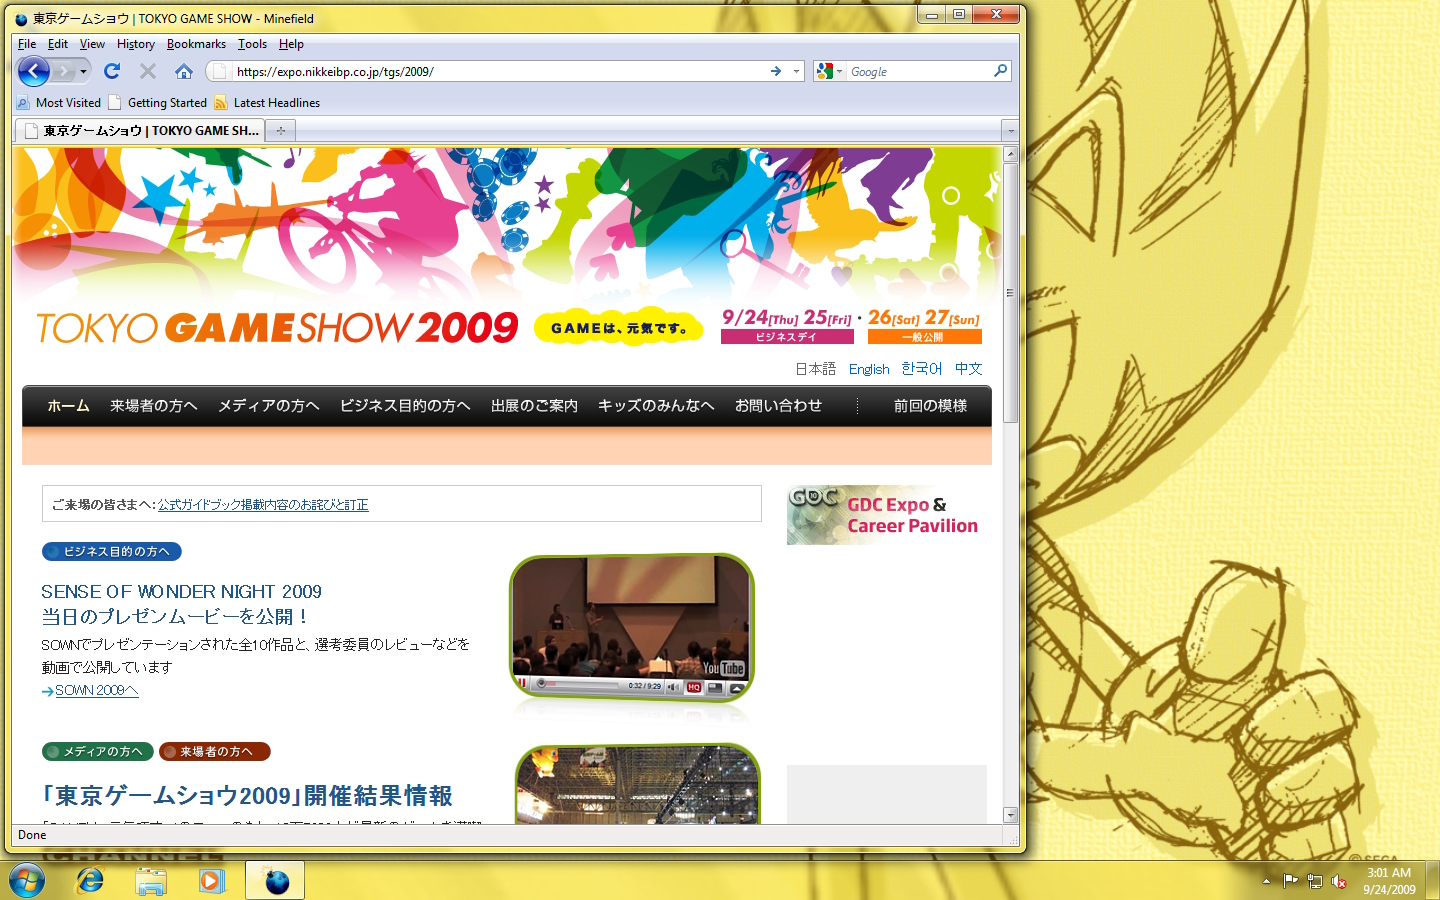 東京ゲームショウ | TOKYO GAME SHOW - Minefield
File Edit View History Bookmarks Tools Help
https://expo.nikkeibp.co.jp/tgs/2009/
Google
Most Visited Getting Started Latest Headlines
東京ゲームショウ | TOKYO GAME SH...
TOKYO GAME SHOW 2009
GAMEは、元気です。
9/24[Thu] 25[Fri]・26[Sat] 27[Sun]
ビジネスデイ 一般公開
日本語 English 한국어 中文
ホーム 来場者の方へ メディアの方へ ビジネス目的の方へ 出展のご案内 キッズのみんなへ お問い合わせ 前回の模様
ご来場の皆さまへ：公式ガイドブック掲載内容のお詫びと訂正
GDC 10
GDC Expo &
Career Pavilion
ビジネス目的の方へ
SENSE OF WONDER NIGHT 2009
当日のプレゼンムービーを公開！
SOWNでプレゼンテーションされた全10作品と、選考委員のレビューなどを
動画で公開しています
SOWN 2009へ
YouTube
0:32 / 9:29 HQ
メディアの方へ 来場者の方へ
「東京ゲームショウ2009」開催結果情報
Done
CHANNEL
©SEGA
3:01 AM
9/24/2009